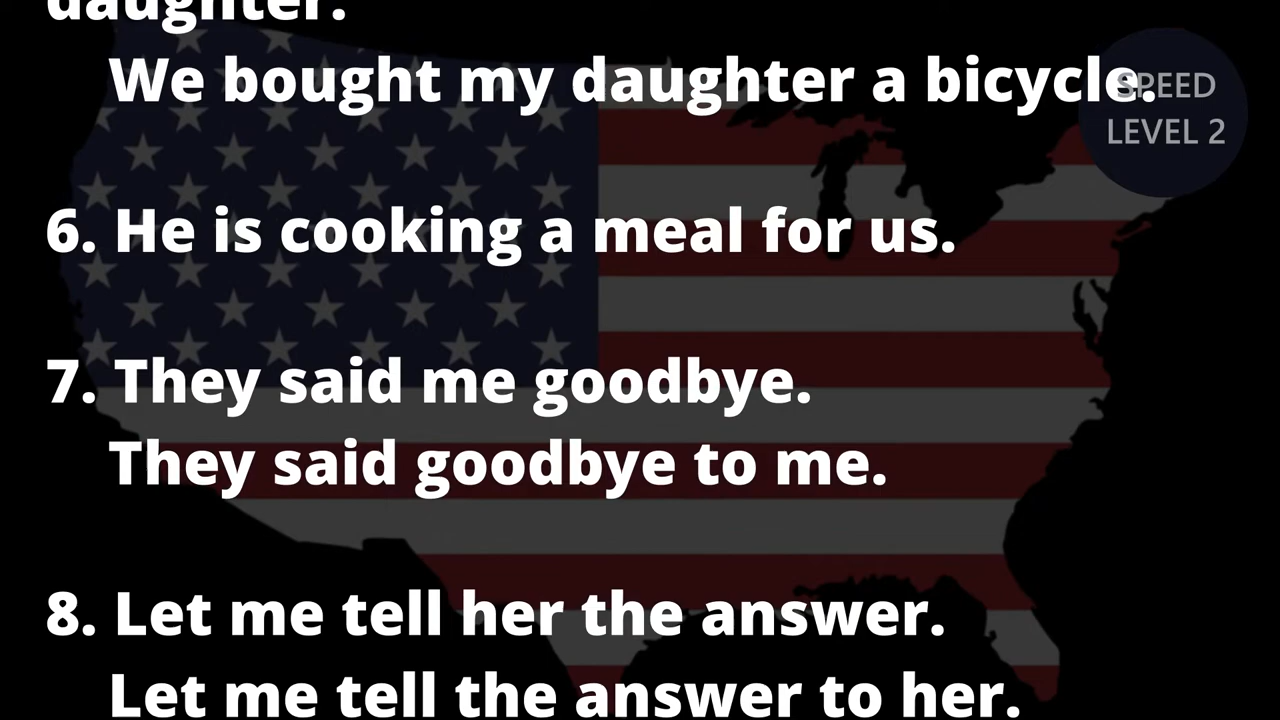 daughter.
We bought my daughter a bicycle.
SPEED
LEVEL 2
6. He is cooking a meal for us.
7. They said me goodbye.
They said goodbye to me.
8. Let me tell her the answer.
Let me tell the answer to her.